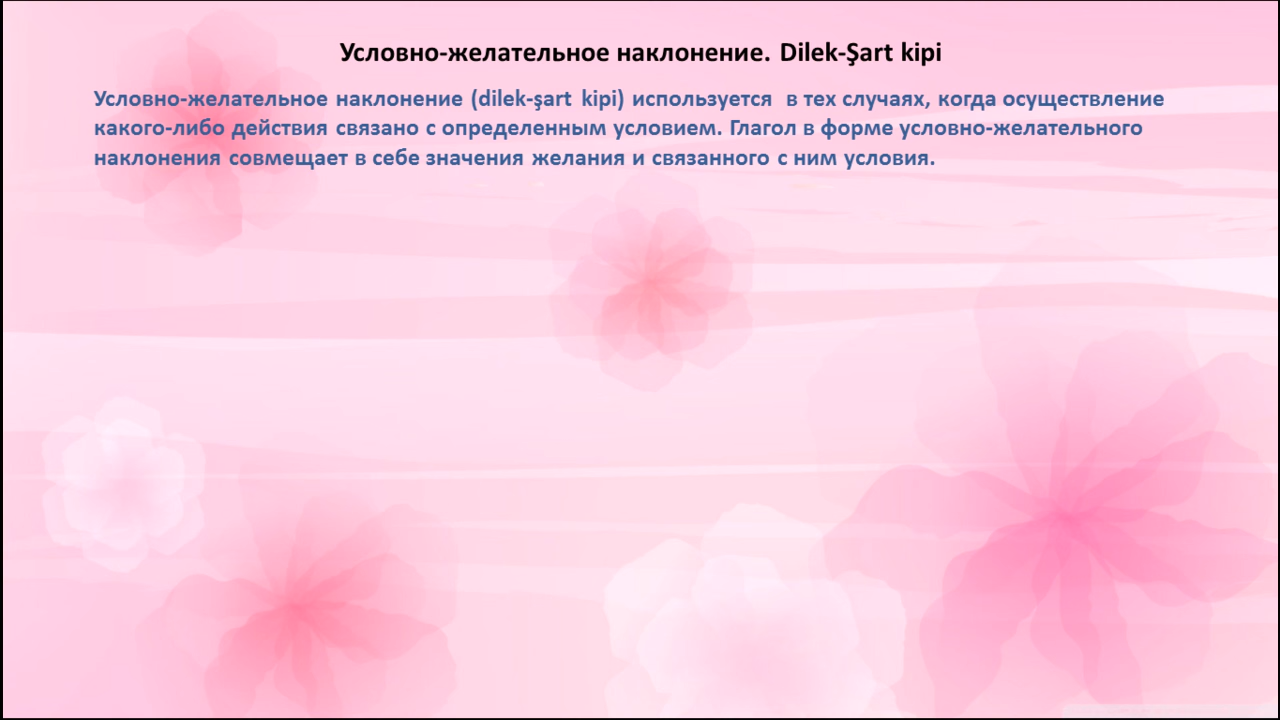 Условно-желательное наклонение. Dilek-Şart kipi
Условно-желательное наклонение (dilek-şart kipi) используется в тех случаях, когда осуществление
какого-либо действия связано с определенным условием. Глагол в форме условно-желательного
наклонения совмещает в себе значения желания и связанного с ним условия.